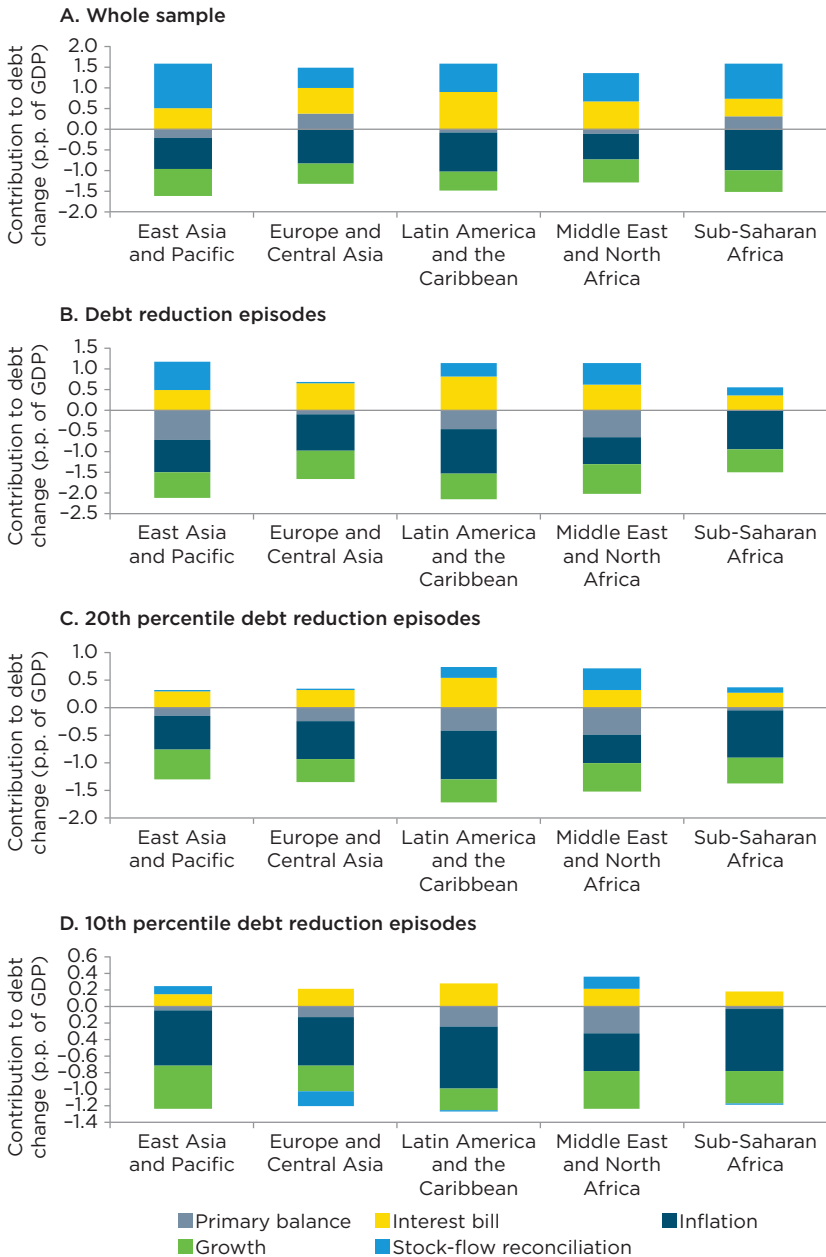 A. Whole sample
Contribution to debt
change (p.p. of GDP)
2.0
1.5
1.0
0.5
0.0
−0.5
−1.0
−1.5
−2.0
East Asia
and Pacific
Europe and
Central Asia
Latin America
and the
Caribbean
Middle East
and North
Africa
Sub-Saharan
Africa
B. Debt reduction episodes
Contribution to debt
change (p.p. of GDP)
1.5
1.0
0.5
0.0
−0.5
−1.0
−1.5
−2.0
−2.5
East Asia
and Pacific
Europe and
Central Asia
Latin America
and the
Caribbean
Middle East
and North
Africa
Sub-Saharan
Africa
C. 20th percentile debt reduction episodes
Contribution to debt
change (p.p. of GDP)
1.0
0.5
0.0
−0.5
−1.0
−1.5
−2.0
East Asia
and Pacific
Europe and
Central Asia
Latin America
and the
Caribbean
Middle East
and North
Africa
Sub-Saharan
Africa
D. 10th percentile debt reduction episodes
Contribution to debt
change (p.p. of GDP)
0.6
0.4
0.2
0.0
0.2
0.4
−0.6
−0.8
−1.0
−1.2
−1.4
East Asia
and Pacific
Europe and
Central Asia
Latin America
and the
Caribbean
Middle East
and North
Africa
Sub-Saharan
Africa
Primary balance Interest bill Inflation
Growth Stock-flow reconciliation